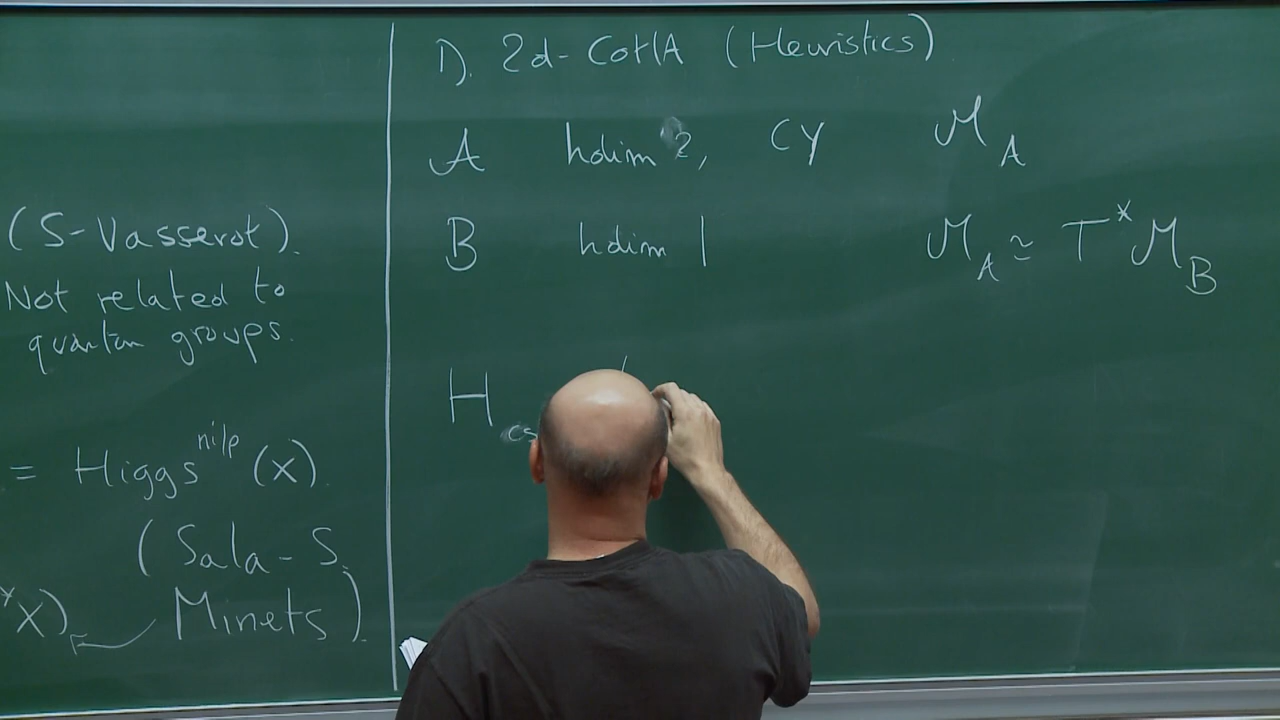 (S-Vasserot).
Not related to
quantum groups.
= Higgs^nilp (X)
(Sala-S.
*X) ← Minets).
D). 2d-CoHA (Heuristics)
A hdim 2, CY M_A
B hdim 1 M_A ≃ T*M_B
H